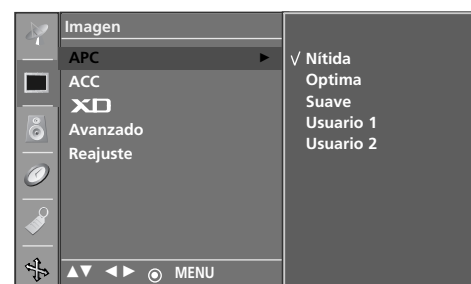 Imagen
APC ►
ACC
XD
Avanzado
Reajuste
▲▼ ◄► ⊙ MENU
√ Nítida
Optima
Suave
Usuario 1
Usuario 2